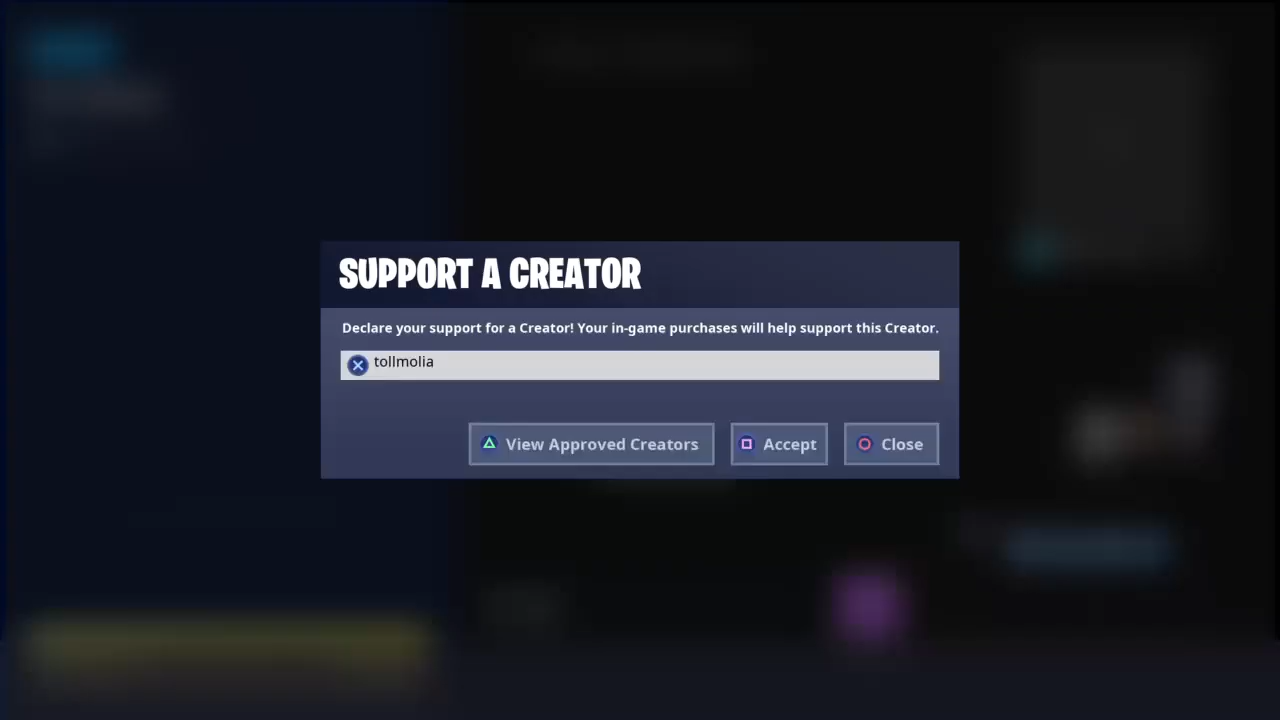 SUPPORT A CREATOR
Declare your support for a Creator! Your in-game purchases will help support this Creator.
tollmolia
View Approved Creators
Accept
Close